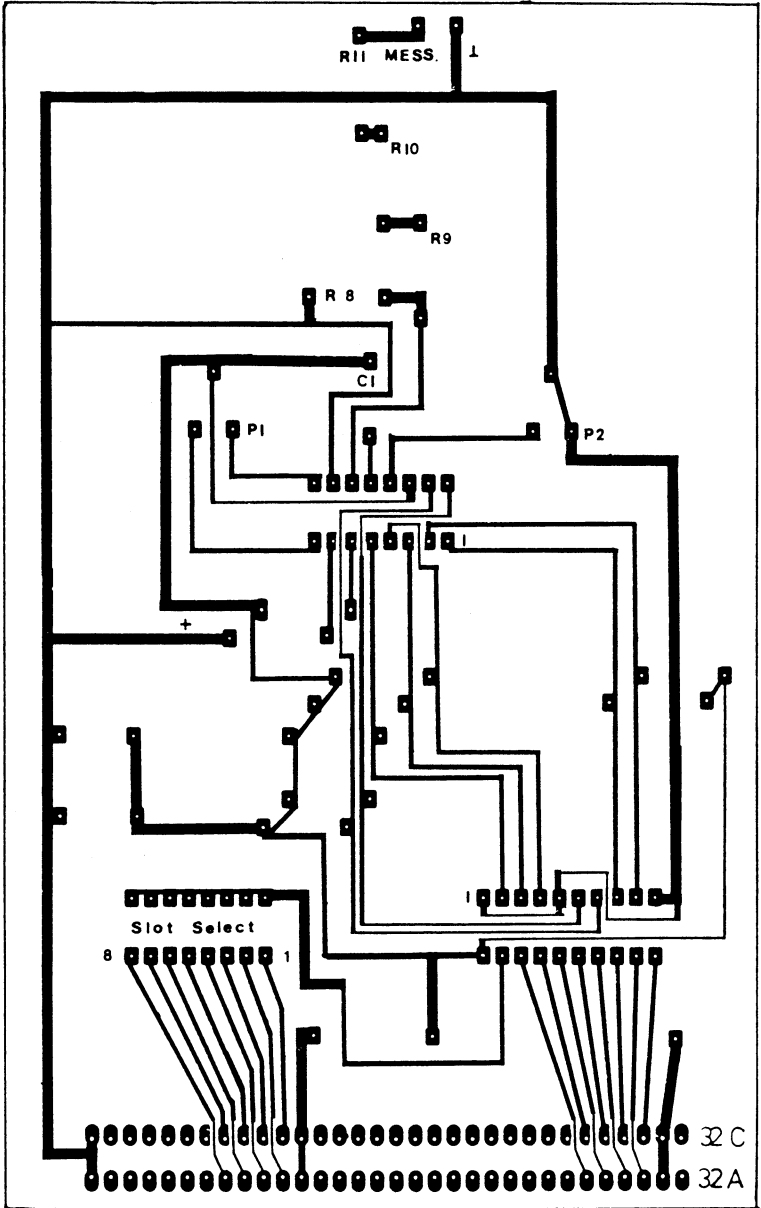 R11 MESS. ⊥
R10
R9
R 8
C1
P1
P2
1
+
1
Slot Select
8 1
32 C
32 A